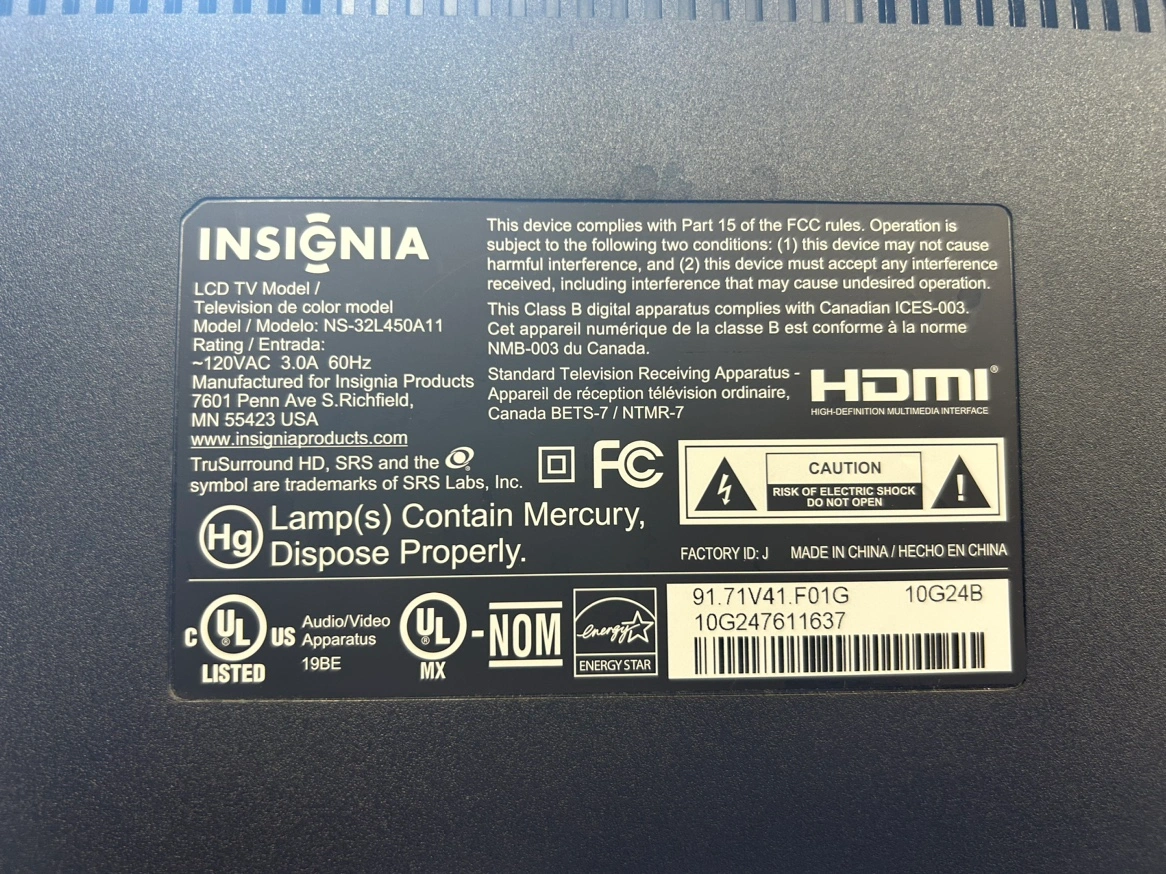 INSIGNIA
LCD TV Model /
Television de color model
Model / Modelo: NS-32L450A11
Rating / Entrada:
~120VAC 3.0A 60Hz
Manufactured for Insignia Products
7601 Penn Ave S.Richfield,
MN 55423 USA
www.insigniaproducts.com
TruSurround HD, SRS and the
symbol are trademarks of SRS Labs, Inc.
This device complies with Part 15 of the FCC rules. Operation is
subject to the following two conditions: (1) this device may not cause
harmful interference, and (2) this device must accept any interference
received, including interference that may cause undesired operation.
This Class B digital apparatus complies with Canadian ICES-003.
Cet appareil numérique de la classe B est conforme à la norme
NMB-003 du Canada.
Standard Television Receiving Apparatus -
Appareil de réception télévision ordinaire,
Canada BETS-7 / NTMR-7
HDMI®
HIGH-DEFINITION MULTIMEDIA INTERFACE
FC
CAUTION
RISK OF ELECTRIC SHOCK
DO NOT OPEN
!
Hg
Lamp(s) Contain Mercury,
Dispose Properly.
FACTORY ID: J MADE IN CHINA / HECHO EN CHINA
C UL ® US
LISTED
Audio/Video
Apparatus
19BE
UL ®
MX
-NOM
energy
ENERGY STAR
91.71V41.F01G 10G24B
10G247611637